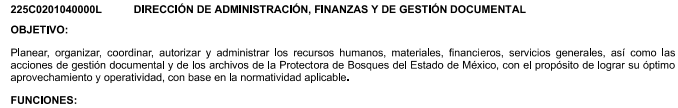 225C0201040000L DIRECCIÓN DE ADMINISTRACIÓN, FINANZAS Y DE GESTIÓN DOCUMENTAL
OBJETIVO:
Planear, organizar, coordinar, autorizar y administrar los recursos humanos, materiales, financieros, servicios generales, así como las
acciones de gestión documental y de los archivos de la Protectora de Bosques del Estado de México, con el propósito de lograr su óptimo
aprovechamiento y operatividad, con base en la normatividad aplicable.
FUNCIONES: